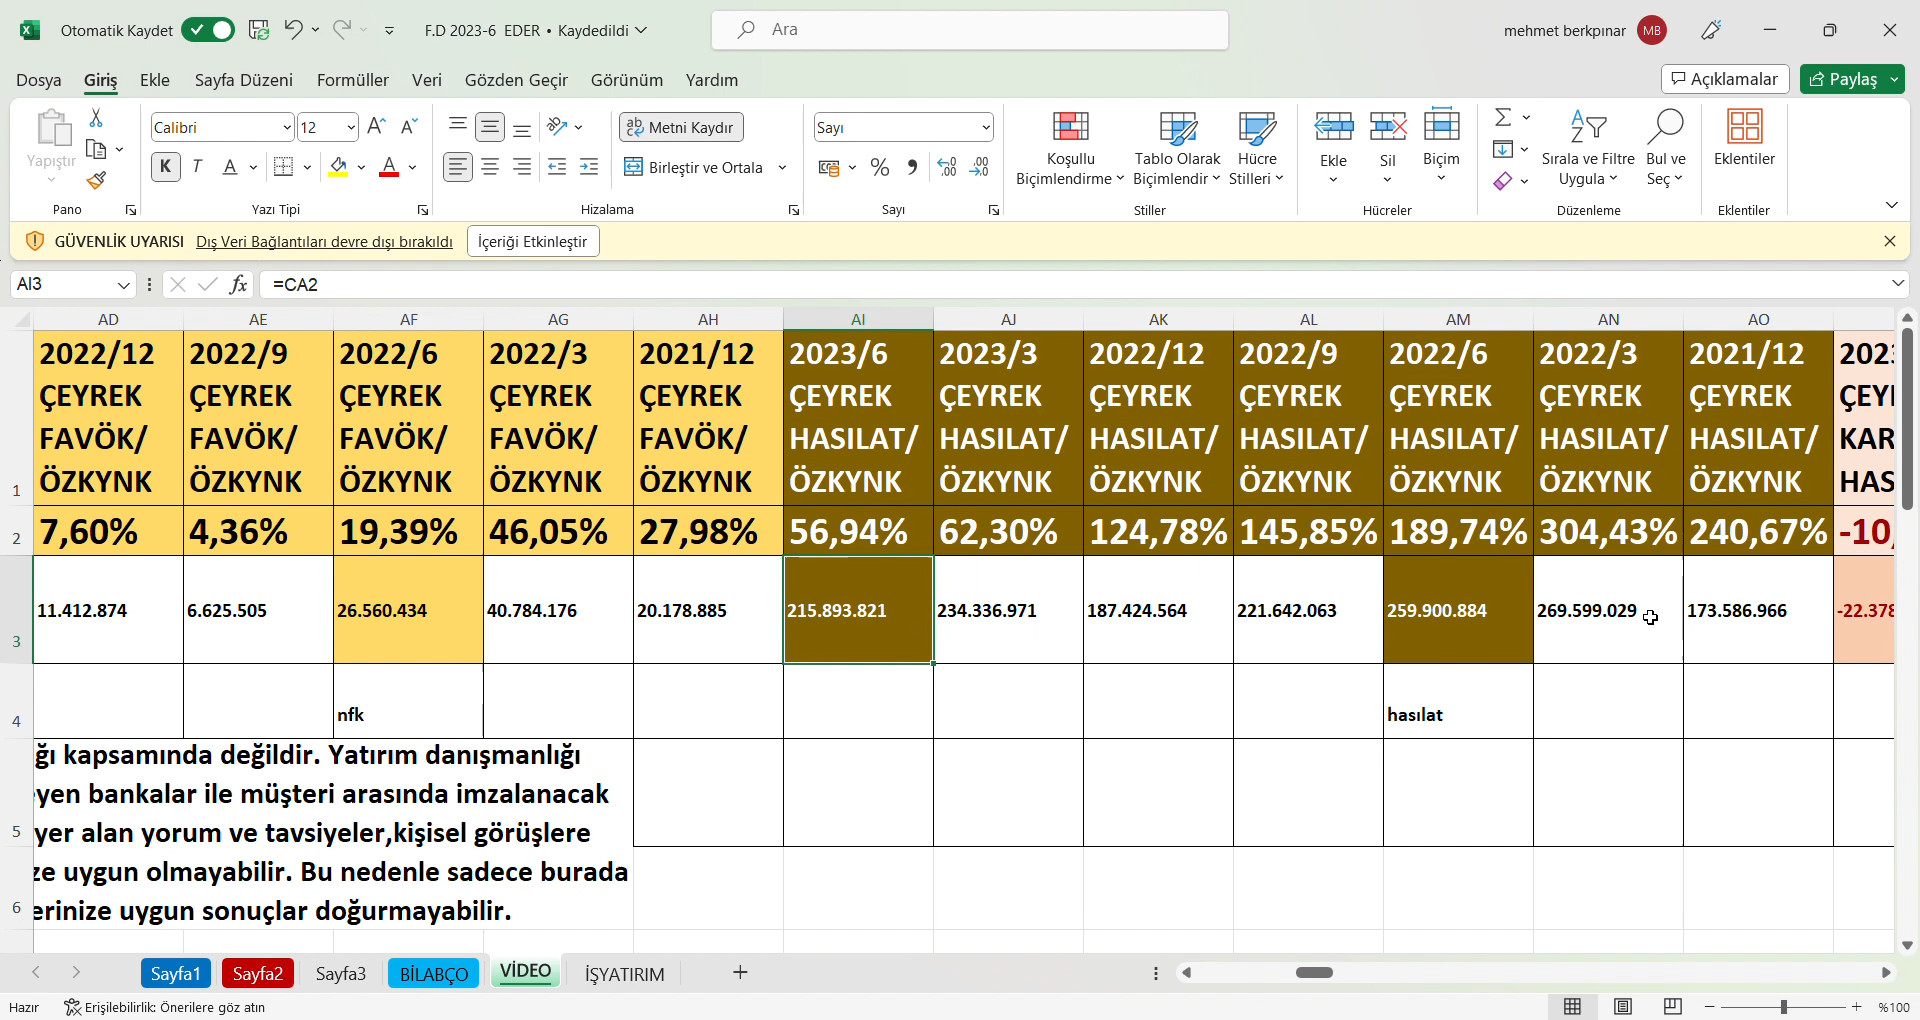 Otomatik Kaydet F.D 2023-6 EDER • Kaydedildi Ara mehmet berkpınar MB
Dosya Giriş Ekle Sayfa Düzeni Formüller Veri Gözden Geçir Görünüm Yardım Açıklamalar Paylaş
Yapıştır
Pano
Calibri 12
K T A A
Yazı Tipi
Metni Kaydır
Birleştir ve Ortala
Hizalama
Sayı
% 
Sayı
Koşullu Biçimlendirme
Tablo Olarak Biçimlendir
Hücre Stilleri
Stiller
Ekle Sil Biçim
Hücreler
Sırala ve Filtre Uygula
Bul ve Seç
Düzenleme
Eklentiler
Eklentiler
GÜVENLİK UYARISI Dış Veri Bağlantıları devre dışı bırakıldı İçeriği Etkinleştir
AI3 fx =CA2
AD AE AF AG AH AI AJ AK AL AM AN AO
2022/12 2022/9 2022/6 2022/3 2021/12 2023/6 2023/3 2022/12 2022/9 2022/6 2022/3 2021/12 202
ÇEYREK ÇEYREK ÇEYREK ÇEYREK ÇEYREK ÇEYREK ÇEYREK ÇEYREK ÇEYREK ÇEYREK ÇEYREK ÇEYREK ÇEY
FAVÖK/ FAVÖK/ FAVÖK/ FAVÖK/ FAVÖK/ HASILAT/ HASILAT/ HASILAT/ HASILAT/ HASILAT/ HASILAT/ HASILAT/ KAR
1 ÖZKYNK ÖZKYNK ÖZKYNK ÖZKYNK ÖZKYNK ÖZKYNK ÖZKYNK ÖZKYNK ÖZKYNK ÖZKYNK ÖZKYNK ÖZKYNK HAS
2 7,60% 4,36% 19,39% 46,05% 27,98% 56,94% 62,30% 124,78% 145,85% 189,74% 304,43% 240,67% -10,
3 11.412.874 6.625.505 26.560.434 40.784.176 20.178.885 215.893.821 234.336.971 187.424.564 221.642.063 259.900.884 269.599.029 173.586.966 -22.378
4 nfk hasılat
ğı kapsamında değildir. Yatırım danışmanlığı
yen bankalar ile müşteri arasında imzalanacak
5 yer alan yorum ve tavsiyeler,kişisel görüşlere
ze uygun olmayabilir. Bu nedenle sadece burada
6 erinize uygun sonuçlar doğurmayabilir.
Sayfa1 Sayfa2 Sayfa3 BİLABÇO VİDEO İŞYATIRIM
Hazır Erişilebilirlik: Önerilere göz atın %100